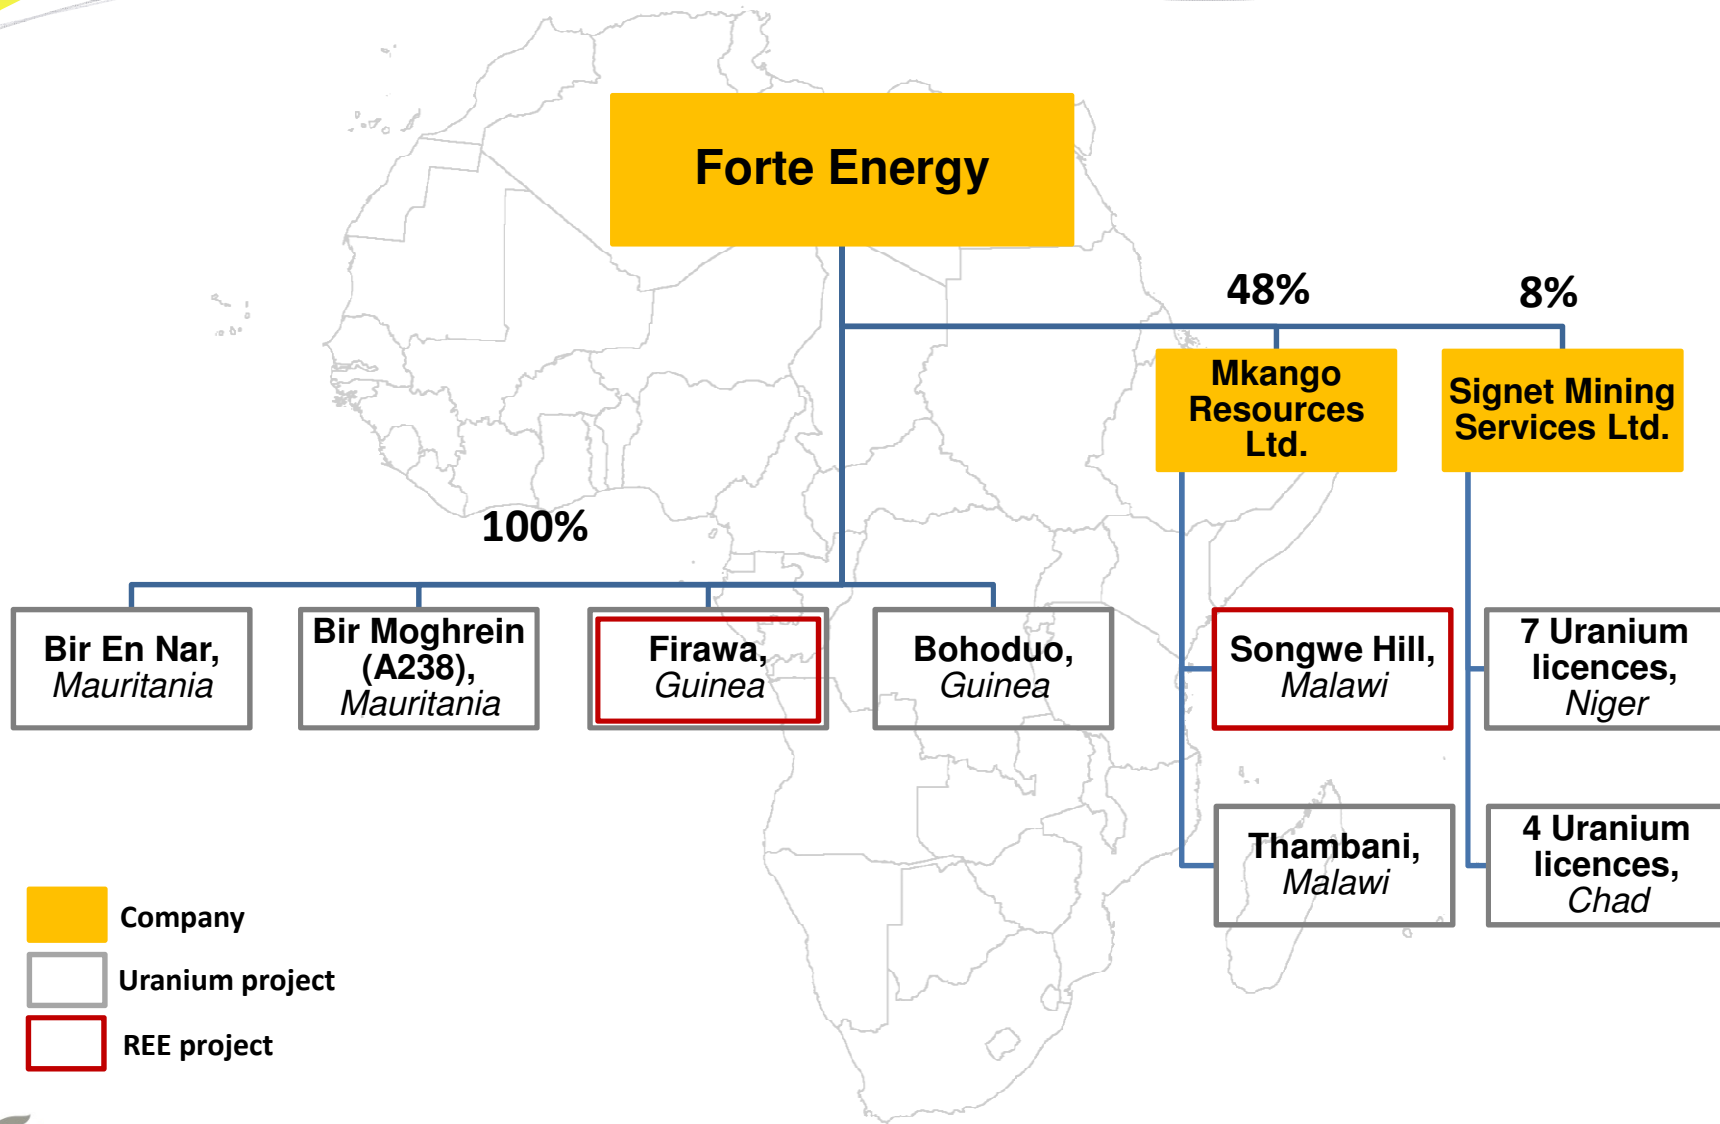 Forte Energy
48%
8%
Mkango
Resources
Ltd.
Signet Mining
Services Ltd.
100%
Bir En Nar,
Mauritania
Bir Moghrein
(A238),
Mauritania
Firawa,
Guinea
Bohoduo,
Guinea
Songwe Hill,
Malawi
7 Uranium
licences,
Niger
Thambani,
Malawi
4 Uranium
licences,
Chad
Company
Uranium project
REE project